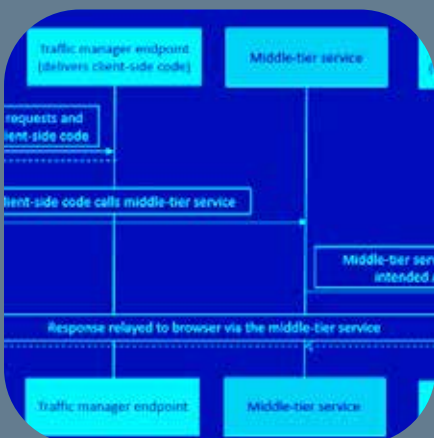 Traffic manager endpoint
(delivers client-side code)
Middle-tier service
(
requests and
lient-side code
lient-side code calls middle-tier service
Middle-tier serv
intended
Response relayed to browser via the middle-tier service
Traffic manager endpoint
Middle-tier service